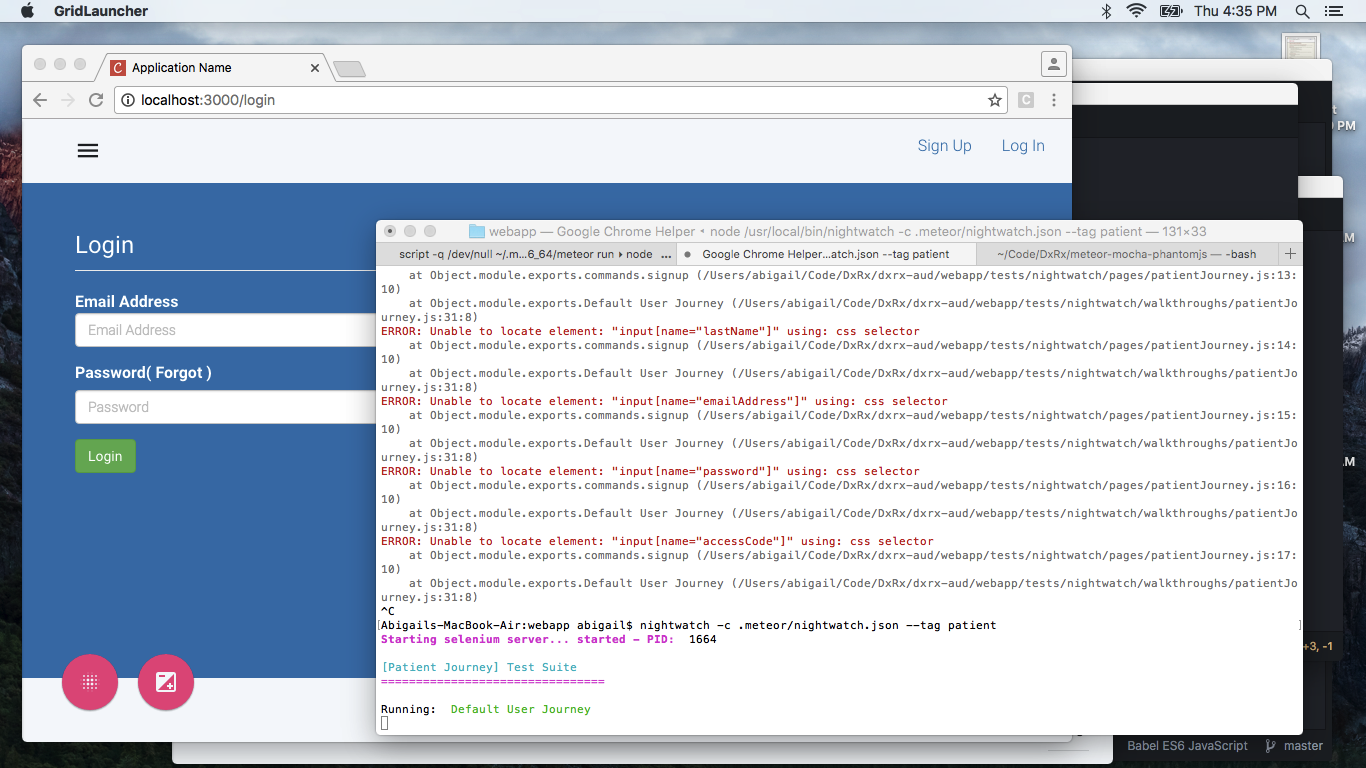 GridLauncher
Thu 4:35 PM
Application Name
localhost:3000/login
Sign Up Log In
Login
Email Address
Email Address
Password( Forgot )
Password
Login
webapp — Google Chrome Helper • node /usr/local/bin/nightwatch -c .meteor/nightwatch.json --tag patient — 131×33
script -q /dev/null ~/.m...6_64/meteor run ▸ node ...
Google Chrome Helper...atch.json --tag patient
~/Code/DxRx/meteor-mocha-phantomjs — -bash
at Object.module.exports.commands.signup (/Users/abigail/Code/DxRx/dxrx-aud/webapp/tests/nightwatch/pages/patientJourney.js:13:
10)
at Object.module.exports.Default User Journey (/Users/abigail/Code/DxRx/dxrx-aud/webapp/tests/nightwatch/walkthroughs/patientJo
urney.js:31:8)
ERROR: Unable to locate element: "input[name="lastName"]" using: css selector
at Object.module.exports.commands.signup (/Users/abigail/Code/DxRx/dxrx-aud/webapp/tests/nightwatch/pages/patientJourney.js:14:
10)
at Object.module.exports.Default User Journey (/Users/abigail/Code/DxRx/dxrx-aud/webapp/tests/nightwatch/walkthroughs/patientJo
urney.js:31:8)
ERROR: Unable to locate element: "input[name="emailAddress"]" using: css selector
at Object.module.exports.commands.signup (/Users/abigail/Code/DxRx/dxrx-aud/webapp/tests/nightwatch/pages/patientJourney.js:15:
10)
at Object.module.exports.Default User Journey (/Users/abigail/Code/DxRx/dxrx-aud/webapp/tests/nightwatch/walkthroughs/patientJo
urney.js:31:8)
ERROR: Unable to locate element: "input[name="password"]" using: css selector
at Object.module.exports.commands.signup (/Users/abigail/Code/DxRx/dxrx-aud/webapp/tests/nightwatch/pages/patientJourney.js:16:
10)
at Object.module.exports.Default User Journey (/Users/abigail/Code/DxRx/dxrx-aud/webapp/tests/nightwatch/walkthroughs/patientJo
urney.js:31:8)
ERROR: Unable to locate element: "input[name="accessCode"]" using: css selector
at Object.module.exports.commands.signup (/Users/abigail/Code/DxRx/dxrx-aud/webapp/tests/nightwatch/pages/patientJourney.js:17:
10)
at Object.module.exports.Default User Journey (/Users/abigail/Code/DxRx/dxrx-aud/webapp/tests/nightwatch/walkthroughs/patientJo
urney.js:31:8)
^C
[Abigails-MacBook-Air:webapp abigail$ nightwatch -c .meteor/nightwatch.json --tag patient ]
Starting selenium server... started - PID: 1664
[Patient Journey] Test Suite
================================
Running: Default User Journey
t
PM
AM
M
+3, -1
Babel ES6 JavaScript master